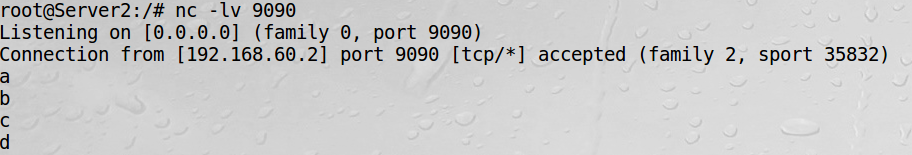 root@Server2:/# nc -lv 9090
Listening on [0.0.0.0] (family 0, port 9090)
Connection from [192.168.60.2] port 9090 [tcp/*] accepted (family 2, sport 35832)
a
b
c
d